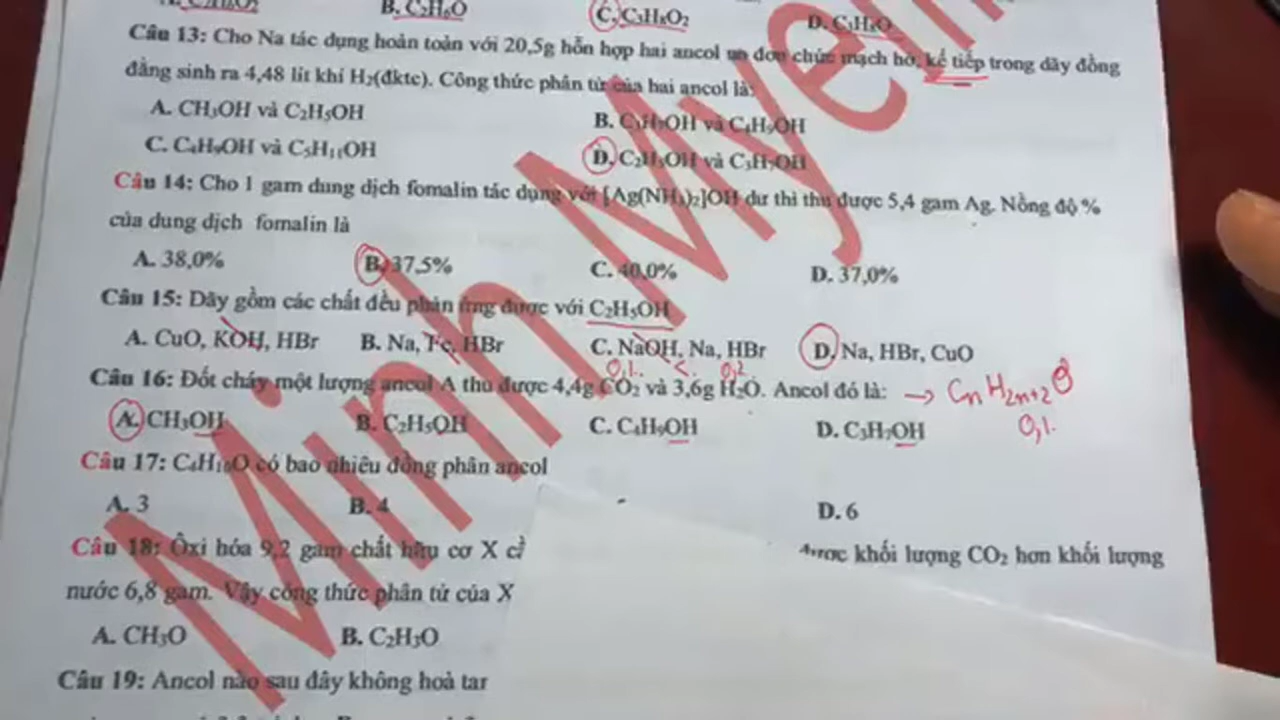 B. C₂H₆O C. C₃H₈O₂
Câu 13: Cho Na tác dụng hoàn toàn với 20,5g hỗn hợp hai ancol no đơn chức mạch hở, kế tiếp trong dãy đồng
đẳng sinh ra 4,48 lít khí H₂(đktc). Công thức phân tử của hai ancol là:
A. CH₃OH và C₂H₅OH B. C₃H₇OH và C₄H₉OH
C. C₄H₉OH và C₅H₁₁OH D. C₂H₅OH và C₃H₇OH
Câu 14: Cho 1 gam dung dịch fomalin tác dụng với [Ag(NH₃)₂]OH dư thì thu được 5,4 gam Ag. Nồng độ %
của dung dịch fomalin là
A. 38,0% B. 37,5% C. 40,0% D. 37,0%
Câu 15: Dãy gồm các chất đều phản ứng được với C₂H₅OH
A. CuO, KOH, HBr B. Na, Fe, HBr C. NaOH, Na, HBr D. Na, HBr, CuO
0,1 < 0,2
Câu 16: Đốt cháy một lượng ancol A thu được 4,4g CO₂ và 3,6g H₂O. Ancol đó là: → CnH2n+2O
A. CH₃OH B. C₂H₅OH C. C₄H₉OH D. C₃H₇OH 0,1
Câu 17: C₄H₁₀O có bao nhiêu đồng phân ancol
A. 3 B. 4 D. 6
Câu 18: Ôxi hóa 9,2 gam chất hữu cơ X được khối lượng CO₂ hơn khối lượng
nước 6,8 gam. Vậy công thức phân tử của X
A. CH₃O B. C₂H₃O
Câu 19: Ancol nào sau đây không hoà tan
Minh Myem